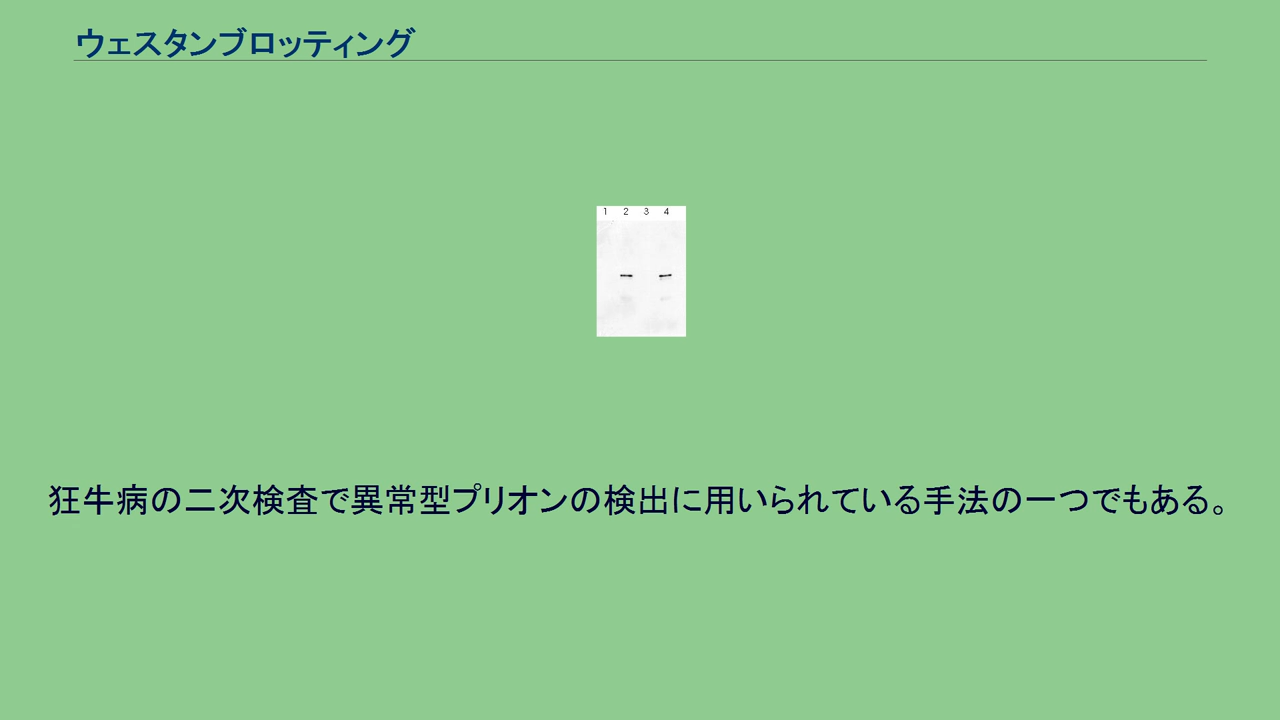 ウェスタンブロッティング
1 2 3 4
狂牛病の二次検査で異常型プリオンの検出に用いられている手法の一つでもある。